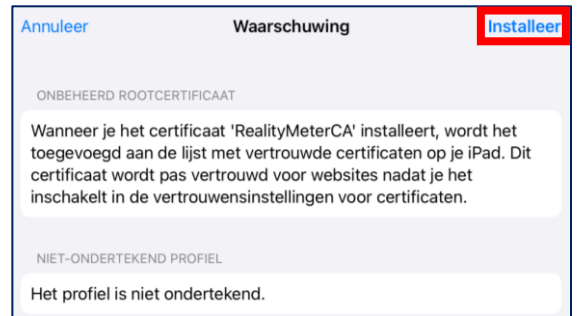 Annuleer Waarschuwing Installeer
ONBEHEERD ROOTCERTIFICAAT
Wanneer je het certificaat 'RealityMeterCA' installeert, wordt het
toegevoegd aan de lijst met vertrouwde certificaten op je iPad. Dit
certificaat wordt pas vertrouwd voor websites nadat je het
inschakelt in de vertrouwensinstellingen voor certificaten.
NIET-ONDERTEKEND PROFIEL
Het profiel is niet ondertekend.